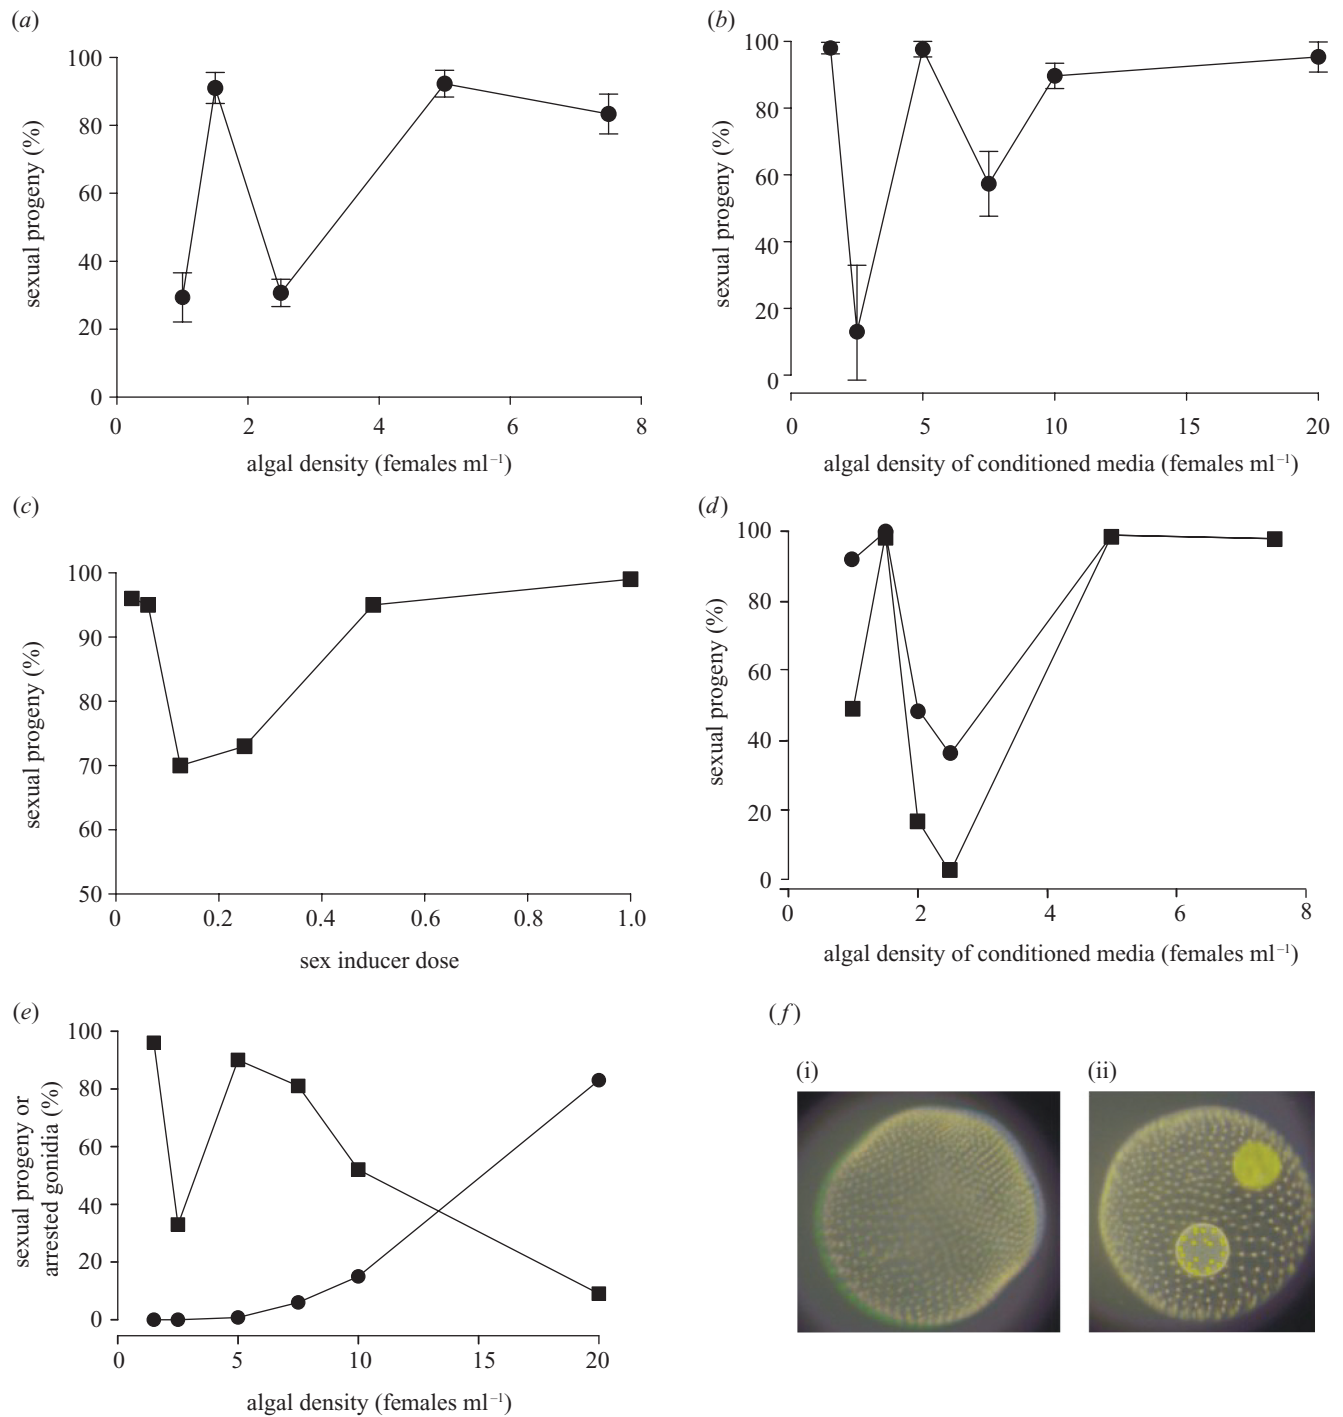 (a)
100
80
60
40
20
0
sexual progeny (%)
0 2 4 6 8
algal density (females ml⁻¹)
(b)
100
80
60
40
20
0
sexual progeny (%)
0 5 10 15 20
algal density of conditioned media (females ml⁻¹)
(c)
100
90
80
70
60
50
sexual progeny (%)
0 0.2 0.4 0.6 0.8 1.0
sex inducer dose
(d)
100
80
60
40
20
0
sexual progeny (%)
0 2 4 6 8
algal density of conditioned media (females ml⁻¹)
(e)
100
80
60
40
20
0
sexual progeny or
arrested gonidia (%)
0 5 10 15 20
algal density (females ml⁻¹)
(f)
(i)
(ii)